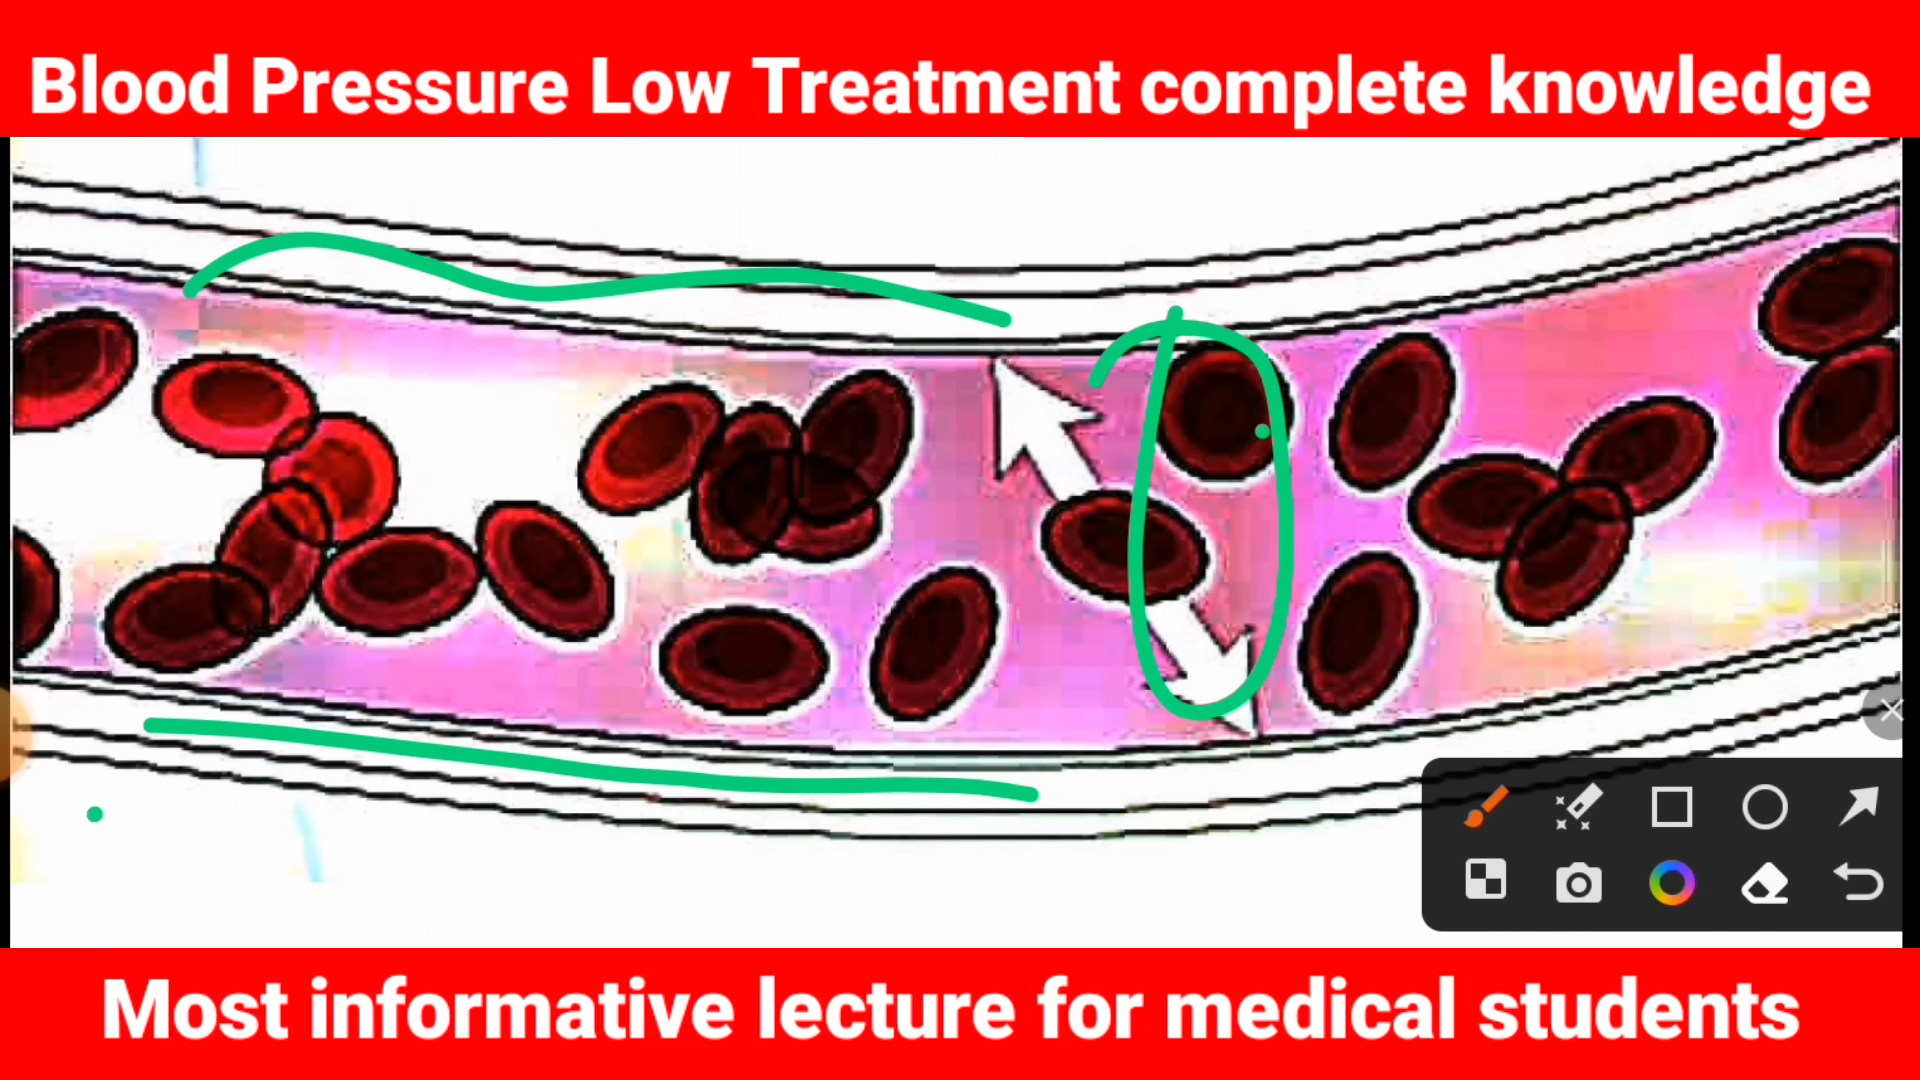 Blood Pressure Low Treatment complete knowledge
Most informative lecture for medical students